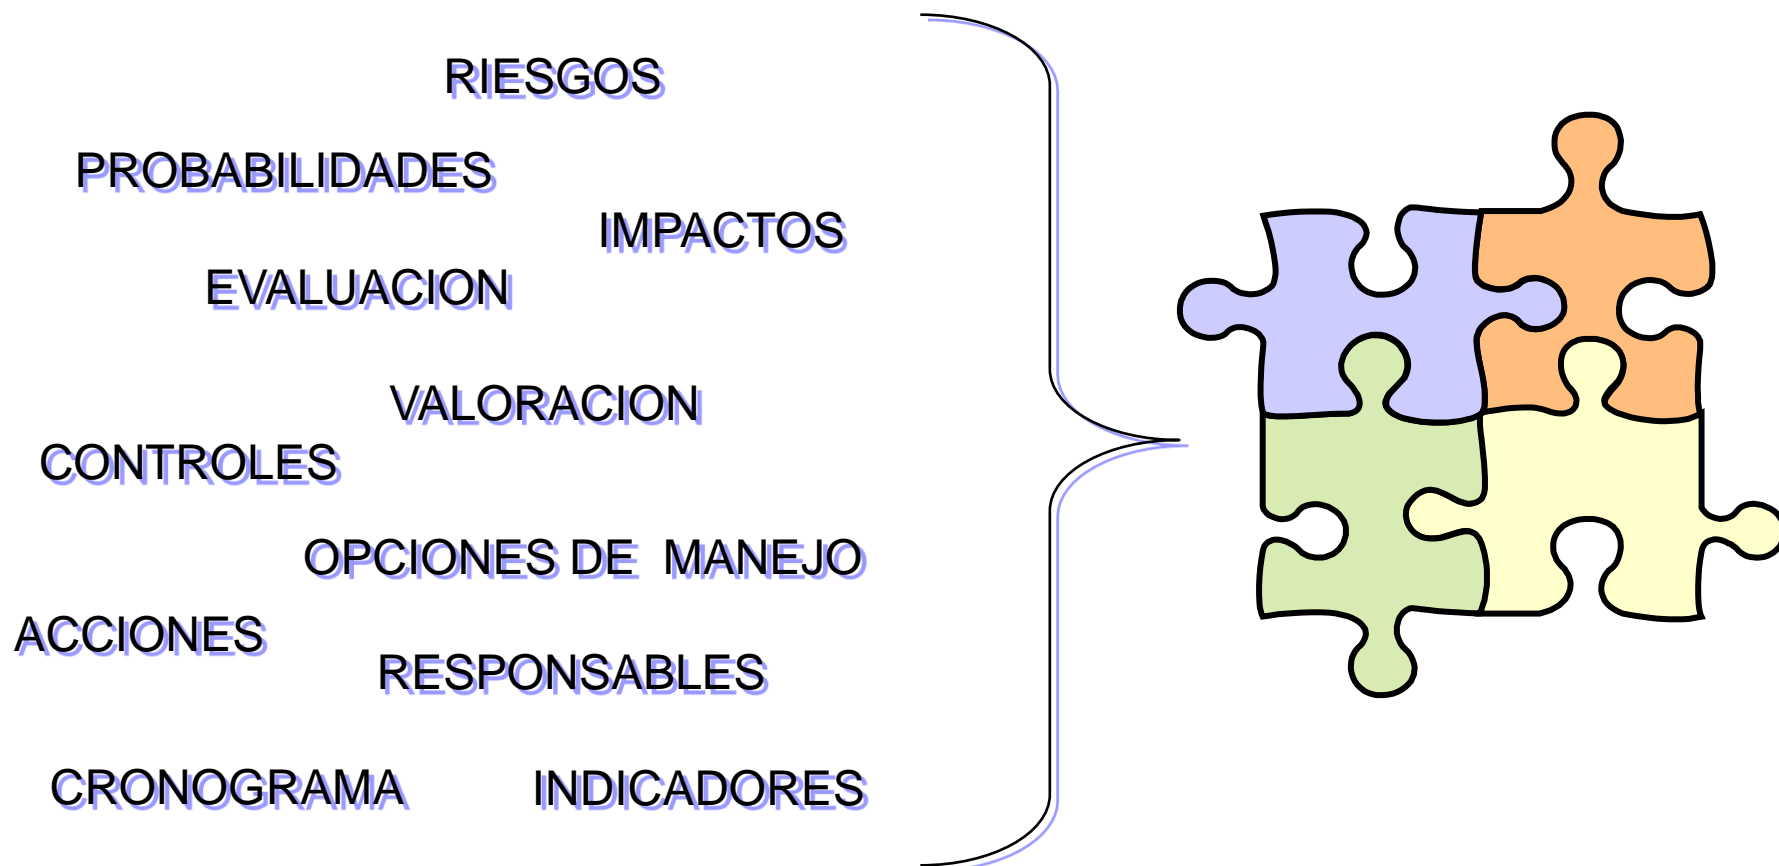 RIESGOS
PROBABILIDADES
IMPACTOS
EVALUACION
VALORACION
CONTROLES
OPCIONES DE MANEJO
ACCIONES
RESPONSABLES
CRONOGRAMA
INDICADORES